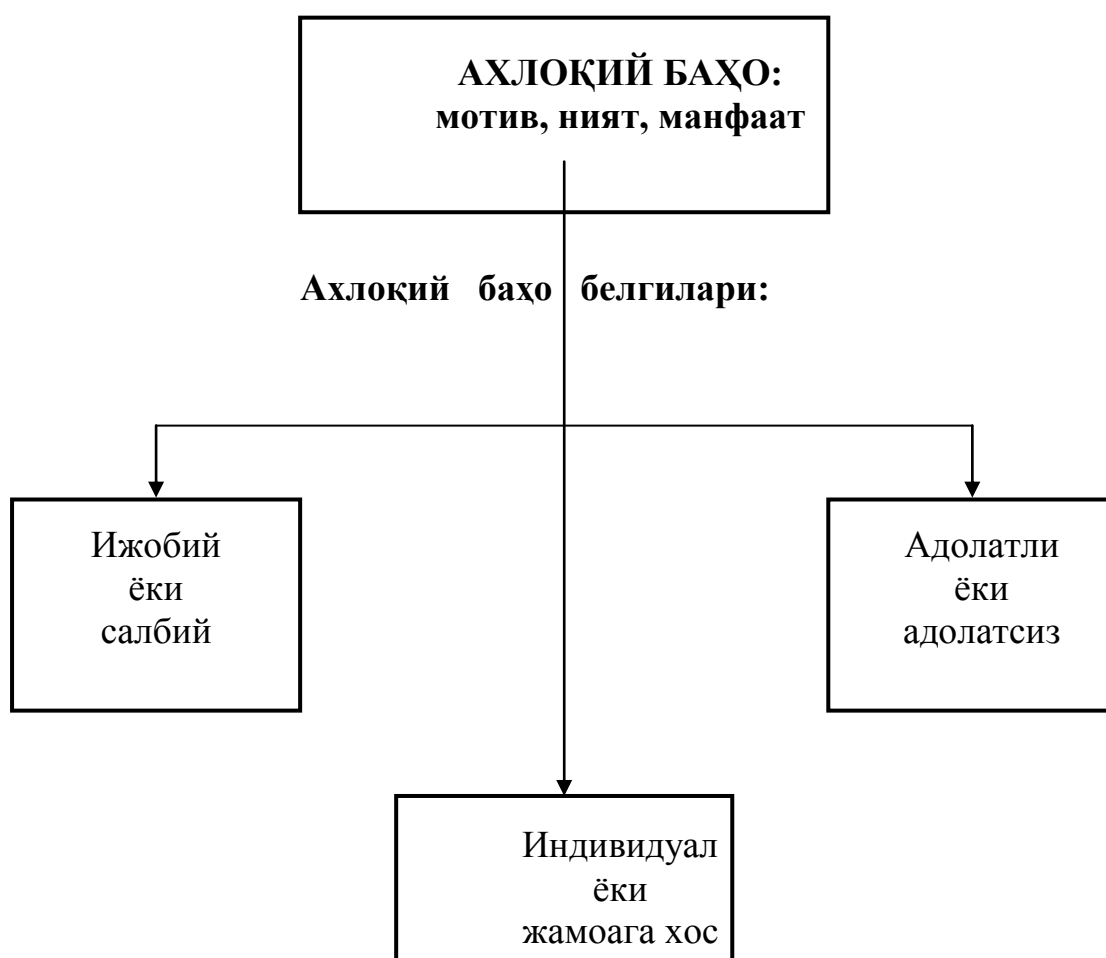 АХЛОҚИЙ БАҲО:
мотив, ният, манфаат
Ахлоқий баҳо белгилари:
Ижобий
ёки
салбий
Адолатли
ёки
адолатсиз
Индивидуал
ёки
жамоага хос